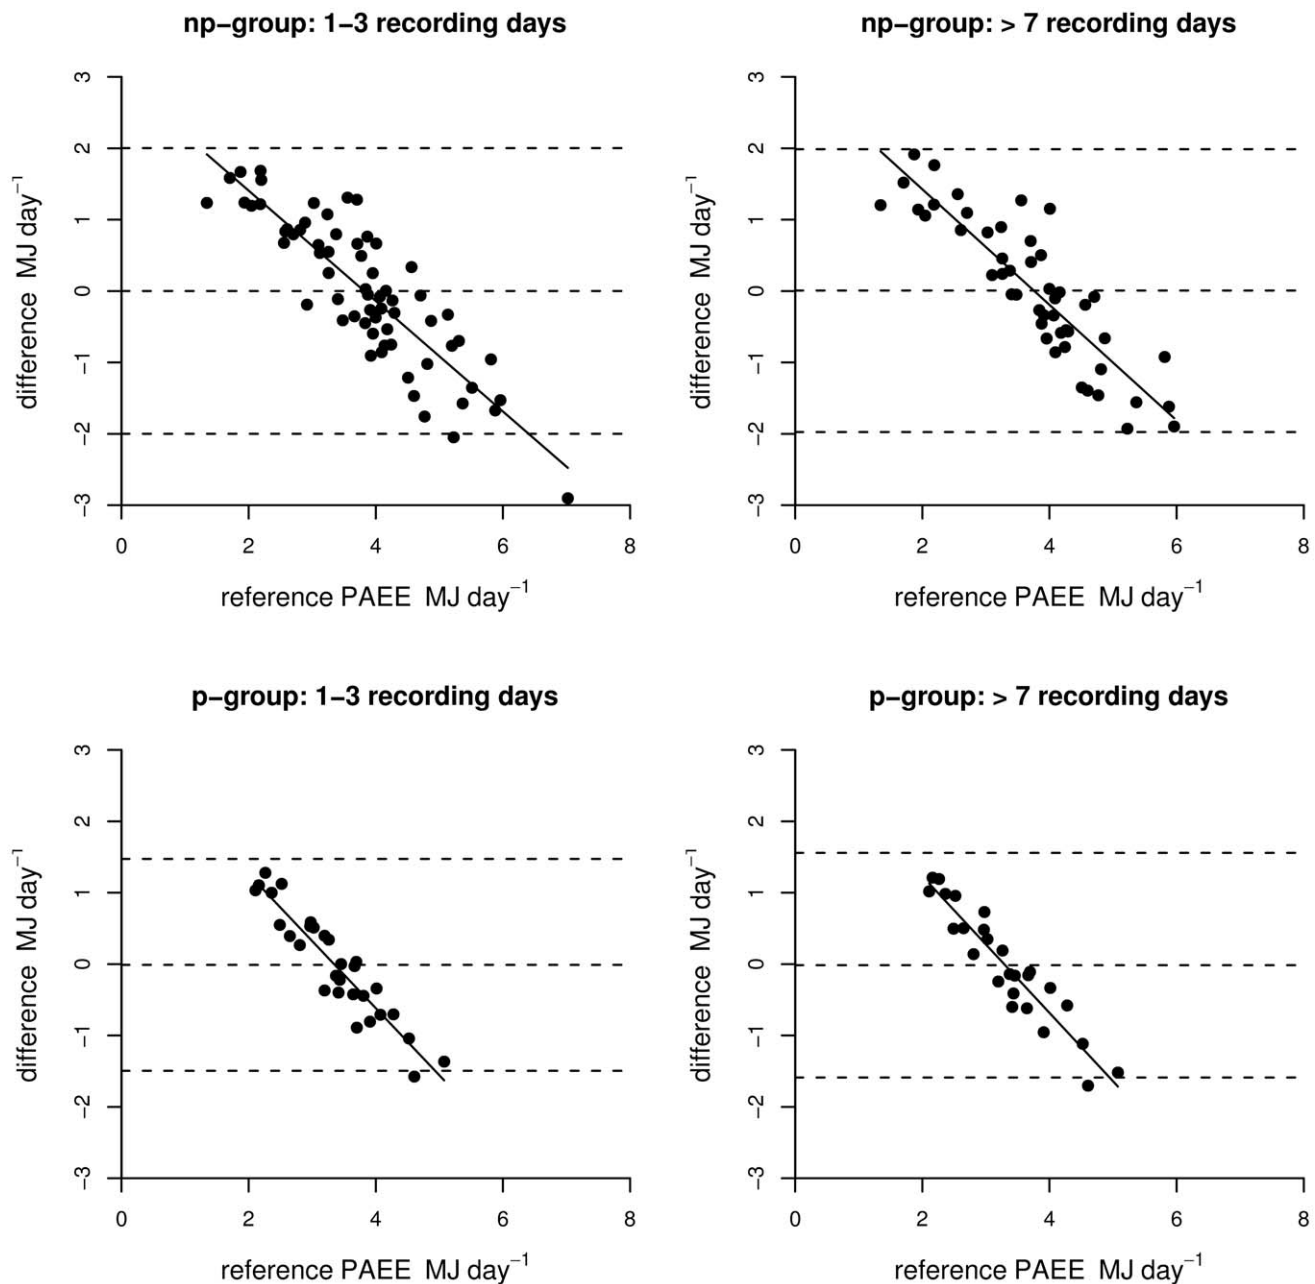 np−group: 1−3 recording days
3
2
1
0
−1
−2
−3
difference MJ day⁻¹
0 2 4 6 8
reference PAEE MJ day⁻¹
np−group: > 7 recording days
3
2
1
0
−1
−2
−3
difference MJ day⁻¹
0 2 4 6 8
reference PAEE MJ day⁻¹
p−group: 1−3 recording days
3
2
1
0
−1
−2
−3
difference MJ day⁻¹
0 2 4 6 8
reference PAEE MJ day⁻¹
p−group: > 7 recording days
3
2
1
0
−1
−2
−3
difference MJ day⁻¹
0 2 4 6 8
reference PAEE MJ day⁻¹